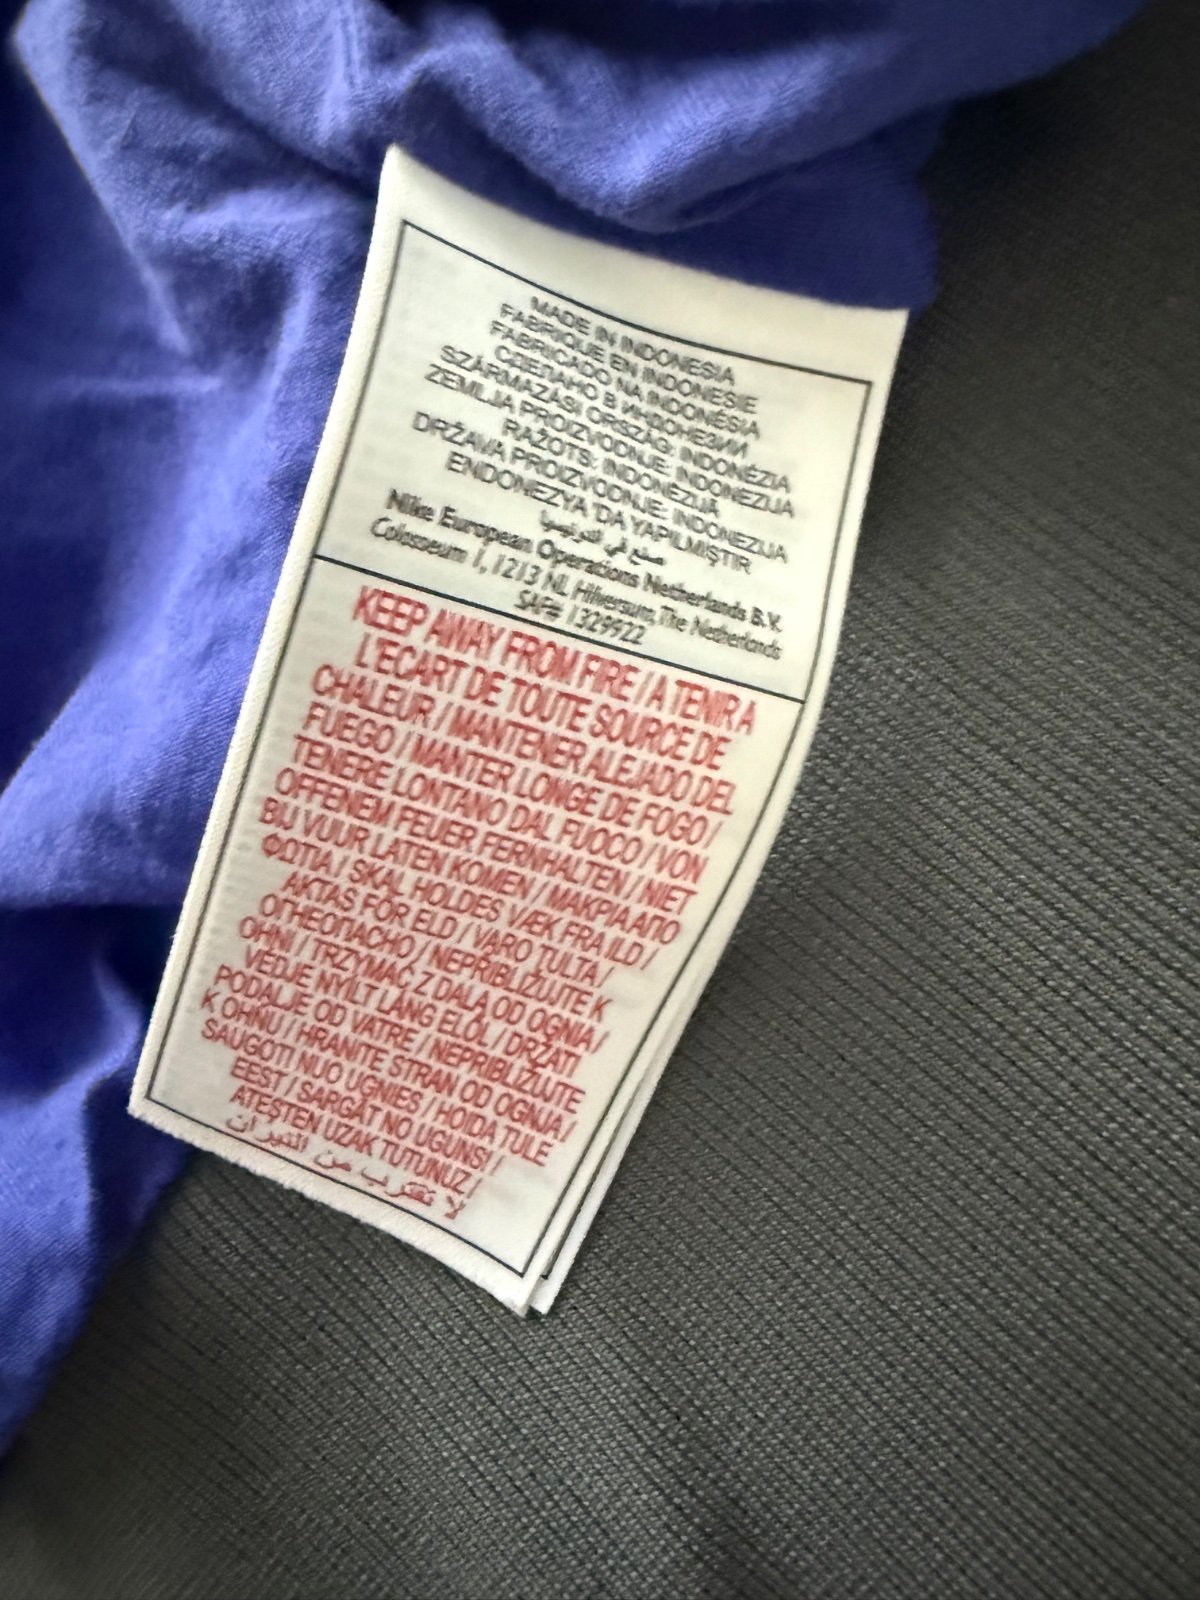 MADE IN INDONESIA
FABRIQUE EN INDONESIE
FABRICADO NA INDONÉSIA
СДЕЛАНО В ИНДОНЕЗИИ
SZÁRMAZÁSI ORSZÁG: INDONÉZIA
ZEMLJA PROIZVODNJE: INDONEZIJA
RAŽOTS: INDONEZIJĀ
DRŽAVA PROIZVODNJE: INDONEZIJA
ENDONEZYA 'DA YAPILMIŞTIR
صنع في اندونيسيا
Nike European Operations Netherlands B.V.
Colosseum 1, 1213 NL Hilversum, The Netherlands
SAF# 1329922
KEEP AWAY FROM FIRE / A TENIR A
L'ECART DE TOUTE SOURCE DE
CHALEUR / MANTENER ALEJADO DEL
FUEGO / MANTER LONGE DE FOGO /
TENERE LONTANO DAL FUOCO / VON
OFFENEM FEUER FERNHALTEN / NIET
BIJ VUUR LATEN KOMEN / ΜΑΚΡΙΑ ΑΠΟ
ΦΩΤΙΑ / SKAL HOLDES VÆK FRA ILD /
AKTAS FÖR ELD / VARO TULTA /
ОГНЕОПАСНО / NEPŘIBLIŽUJTE K
OHNI / TRZYMAĆ Z DALA OD OGNIA /
VEDJE NYÍLT LÁNG ELŐL / DRŽATI
PODALJE OD VATRE / NEPRIBLIŽUJTE
K OHŇU / HRANITE STRAN OD OGNJA /
SAUGOTI NUO UGNIES / HOIDA TULE
EEST / SARGĀT NO UGUNS! /
ATEŞTEN UZAK TUTUNUZ /
لا تقترب من النيران